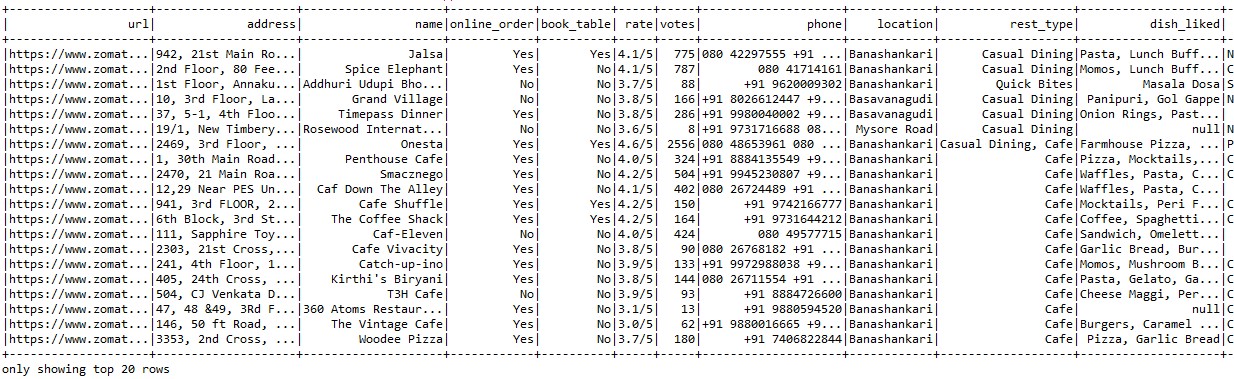 +--------------------+--------------------+--------------------+------------+----------+-----+-----+--------------------+------------+-------------------+--------------------+-
| url| address| name|online_order|book_table| rate|votes| phone| location| rest_type| dish_liked|
+--------------------+--------------------+--------------------+------------+----------+-----+-----+--------------------+------------+-------------------+--------------------+-
|https://www.zomat...|942, 21st Main Ro...| Jalsa| Yes| Yes|4.1/5| 775|080 42297555 +91 ...|Banashankari| Casual Dining|Pasta, Lunch Buff...|N
|https://www.zomat...|2nd Floor, 80 Fee...| Spice Elephant| Yes| No|4.1/5| 787| 080 41714161|Banashankari| Casual Dining|Momos, Lunch Buff...|C
|https://www.zomat...|1st Floor, Annaku...|Addhuri Udupi Bho...| No| No|3.7/5| 88| +91 9620009302|Banashankari| Quick Bites| Masala Dosa|S
|https://www.zomat...|10, 3rd Floor, La...| Grand Village| No| No|3.8/5| 166|+91 8026612447 +9...|Basavanagudi| Casual Dining| Panipuri, Gol Gappe|N
|https://www.zomat...|37, 5-1, 4th Floo...| Timepass Dinner| Yes| No|3.8/5| 286|+91 9980040002 +9...|Basavanagudi| Casual Dining|Onion Rings, Past...|
|https://www.zomat...|19/1, New Timbery...|Rosewood Internat...| No| No|3.6/5| 8|+91 9731716688 08...| Mysore Road| Casual Dining| null|N
|https://www.zomat...|2469, 3rd Floor, ...| Onesta| Yes| Yes|4.6/5| 2556|080 48653961 080 ...|Banashankari|Casual Dining, Cafe|Farmhouse Pizza, ...|P
|https://www.zomat...|1, 30th Main Road...| Penthouse Cafe| Yes| No|4.0/5| 324|+91 8884135549 +9...|Banashankari| Cafe|Pizza, Mocktails,...|C
|https://www.zomat...|2470, 21 Main Roa...| Smacznego| Yes| No|4.2/5| 504|+91 9945230807 +9...|Banashankari| Cafe|Waffles, Pasta, C...|C
|https://www.zomat...|12,29 Near PES Un...| Caf Down The Alley| Yes| No|4.1/5| 402|080 26724489 +91 ...|Banashankari| Cafe|Waffles, Pasta, C...|
|https://www.zomat...|941, 3rd FLOOR, 2...| Cafe Shuffle| Yes| Yes|4.2/5| 150| +91 9742166777|Banashankari| Cafe|Mocktails, Peri F...|C
|https://www.zomat...|6th Block, 3rd St...| The Coffee Shack| Yes| Yes|4.2/5| 164| +91 9731644212|Banashankari| Cafe|Coffee, Spaghetti...|C
|https://www.zomat...|111, Sapphire Toy...| Caf-Eleven| No| No|4.0/5| 424| 080 49577715|Banashankari| Cafe|Sandwich, Omelett...|
|https://www.zomat...|2303, 21st Cross,...| Cafe Vivacity| Yes| No|3.8/5| 90|080 26768182 +91 ...|Banashankari| Cafe|Garlic Bread, Bur...|
|https://www.zomat...|241, 4th Floor, 1...| Catch-up-ino| Yes| No|3.9/5| 133|+91 9972988038 +9...|Banashankari| Cafe|Momos, Mushroom B...|C
|https://www.zomat...|405, 24th Cross, ...| Kirthi's Biryani| Yes| No|3.8/5| 144|080 26711554 +91 ...|Banashankari| Cafe|Pasta, Gelato, Ga...|C
|https://www.zomat...|504, CJ Venkata D...| T3H Cafe| No| No|3.9/5| 93| +91 8884726600|Banashankari| Cafe|Cheese Maggi, Per...|C
|https://www.zomat...|47, 48 &49, 3Rd F...|360 Atoms Restaur...| Yes| No|3.1/5| 13| +91 9880594520|Banashankari| Cafe| null|C
|https://www.zomat...|146, 50 ft Road, ...| The Vintage Cafe| Yes| No|3.0/5| 62|+91 9880016665 +9...|Banashankari| Cafe|Burgers, Caramel ...|C
|https://www.zomat...|3353, 2nd Cross, ...| Woodee Pizza| Yes| No|3.7/5| 180| +91 7406822844|Banashankari| Cafe| Pizza, Garlic Bread|C
+--------------------+--------------------+--------------------+------------+----------+-----+-----+--------------------+------------+-------------------+--------------------+-
only showing top 20 rows